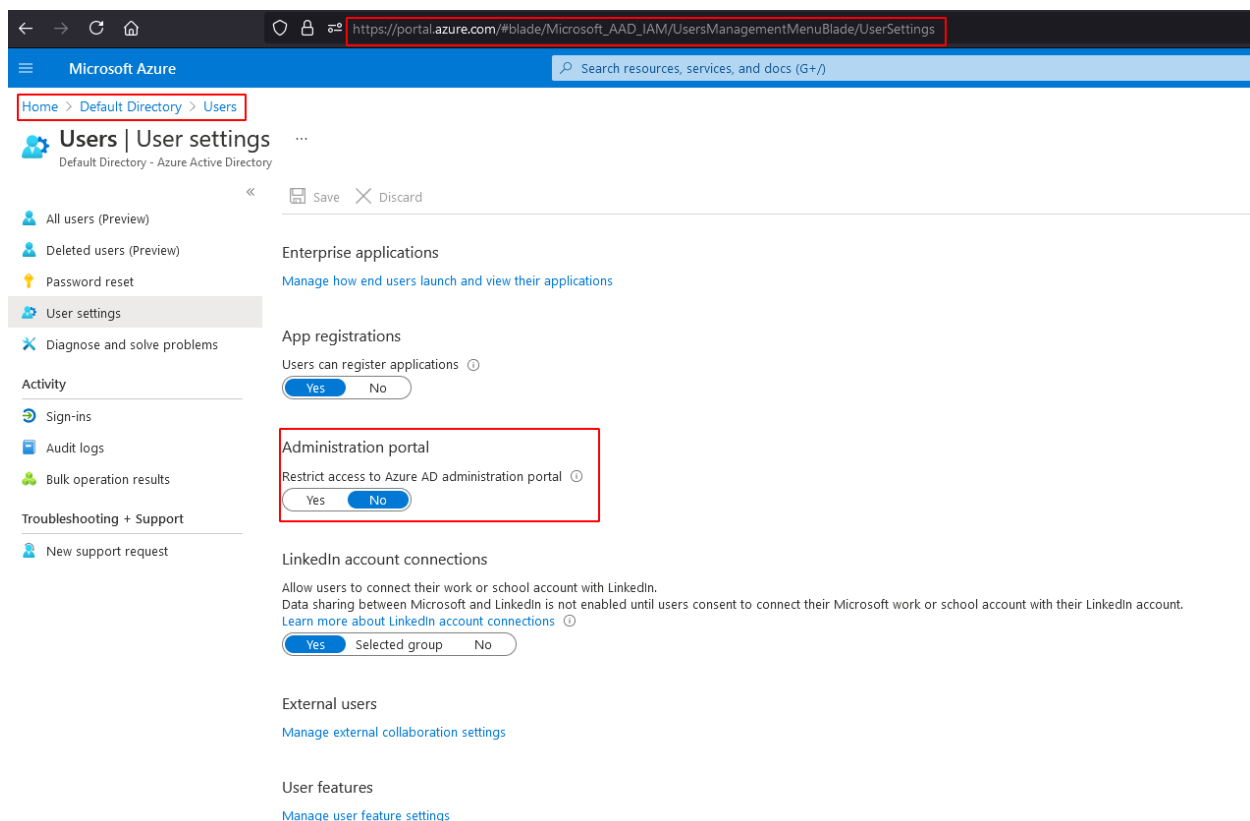 https://portal.azure.com/#blade/Microsoft_AAD_IAM/UsersManagementMenuBlade/UserSettings
Microsoft Azure
Search resources, services, and docs (G+/)
Home > Default Directory > Users
Users | User settings ...
Default Directory - Azure Active Directory
«
Save Discard
All users (Preview)
Deleted users (Preview)
Password reset
User settings
Diagnose and solve problems
Activity
Sign-ins
Audit logs
Bulk operation results
Troubleshooting + Support
New support request
Enterprise applications
Manage how end users launch and view their applications
App registrations
Users can register applications
Yes No
Administration portal
Restrict access to Azure AD administration portal
Yes No
LinkedIn account connections
Allow users to connect their work or school account with LinkedIn.
Data sharing between Microsoft and LinkedIn is not enabled until users consent to connect their Microsoft work or school account with their LinkedIn account.
Learn more about LinkedIn account connections
Yes Selected group No
External users
Manage external collaboration settings
User features
Manage user feature settings